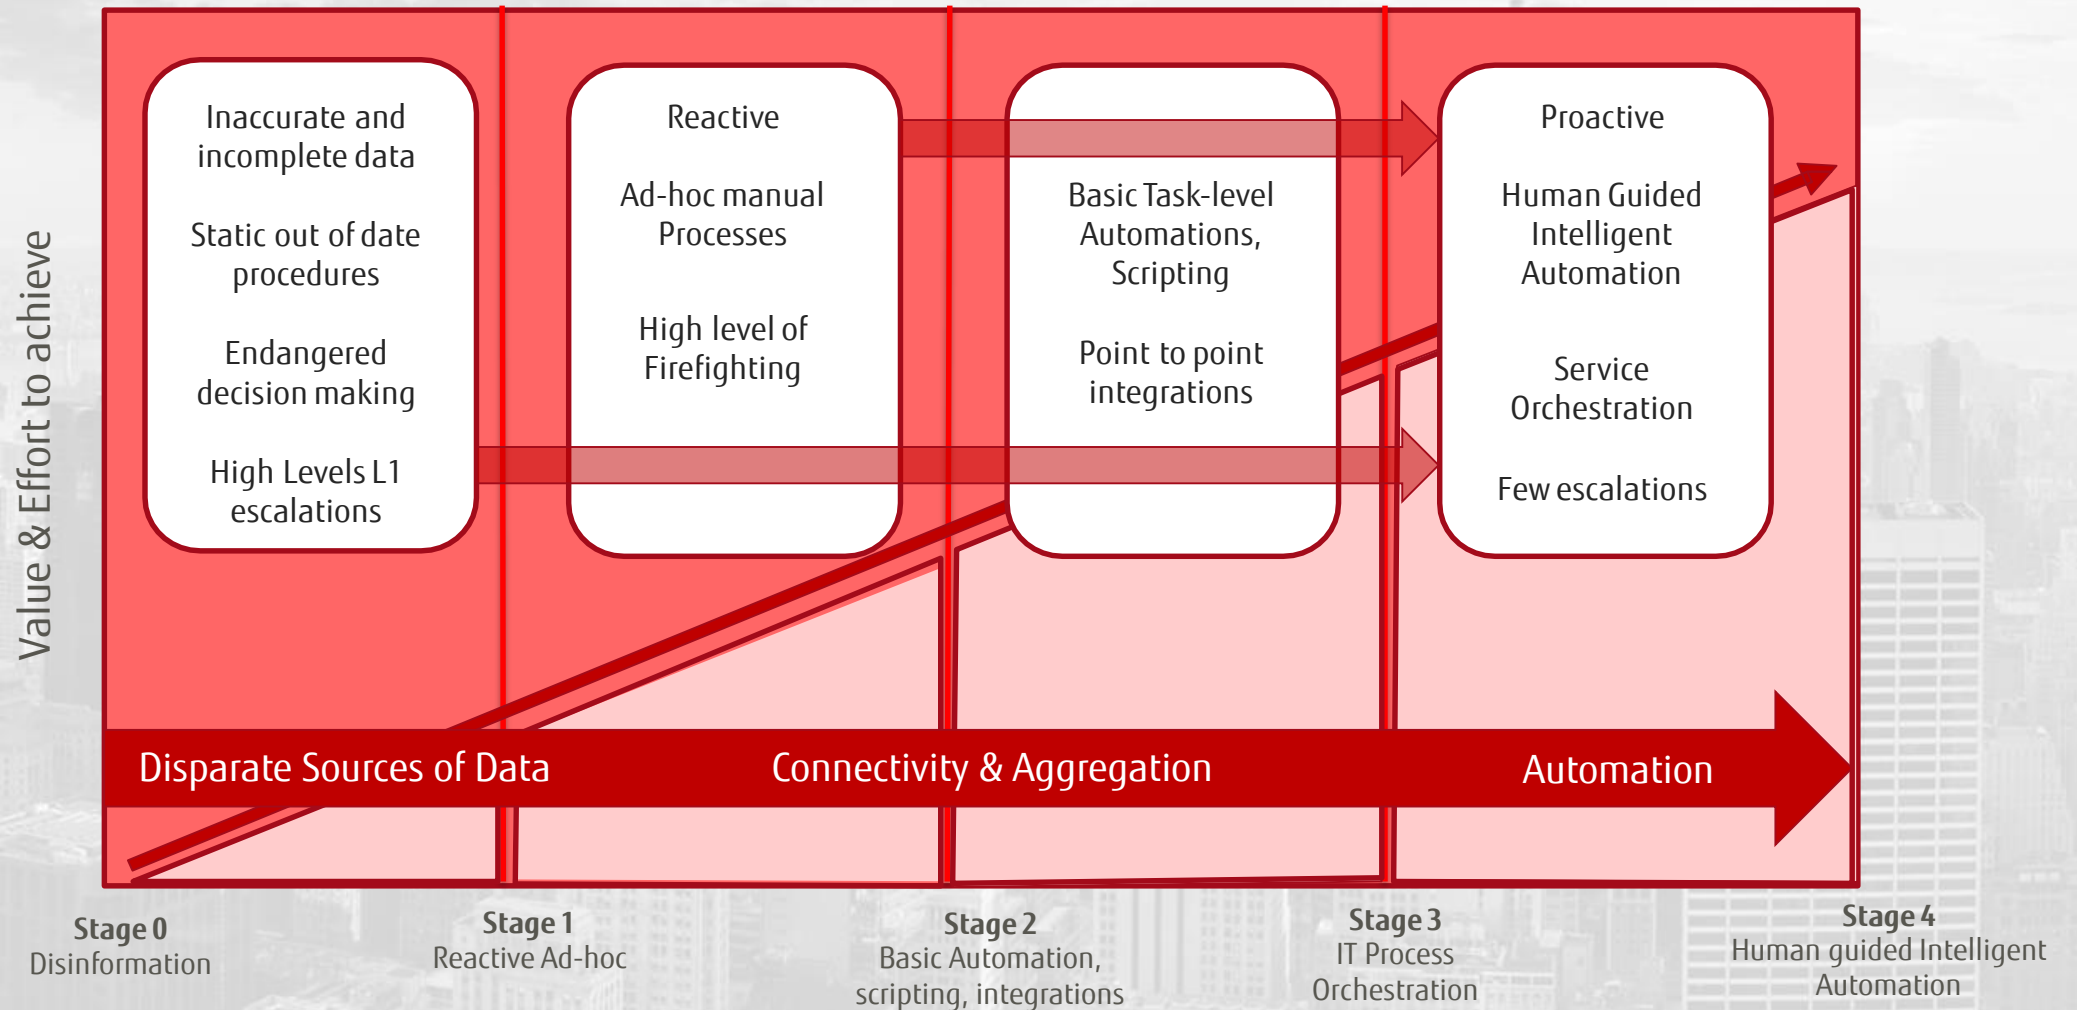 Value & Effort to achieve
Inaccurate and
incomplete data
Static out of date
procedures
Endangered
decision making
High Levels L1
escalations
Reactive
Ad-hoc manual
Processes
High level of
Firefighting
Basic Task-level
Automations,
Scripting
Point to point
integrations
Proactive
Human Guided
Intelligent
Automation
Service
Orchestration
Few escalations
Disparate Sources of Data
Connectivity & Aggregation
Automation
Stage 0
Disinformation
Stage 1
Reactive Ad-hoc
Stage 2
Basic Automation,
scripting, integrations
Stage 3
IT Process
Orchestration
Stage 4
Human guided Intelligent
Automation